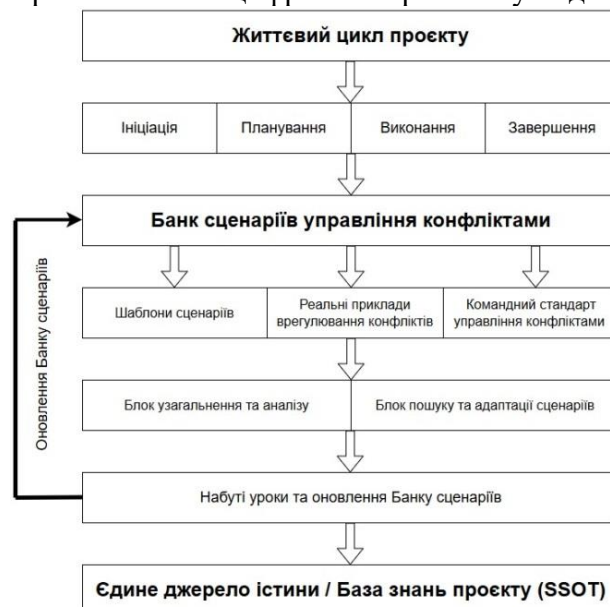 Життєвий цикл проєкту
Ініціація
Планування
Виконання
Завершення
Банк сценаріїв управління конфліктами
Шаблони сценаріїв
Реальні приклади
врегулювання конфліктів
Командний стандарт
управління конфліктами
Оновлення Банку сценаріїв
Блок узагальнення та аналізу
Блок пошуку та адаптації сценаріїв
Набуті уроки та оновлення Банку сценаріїв
Єдине джерело істини / База знань проєкту (SSOT)